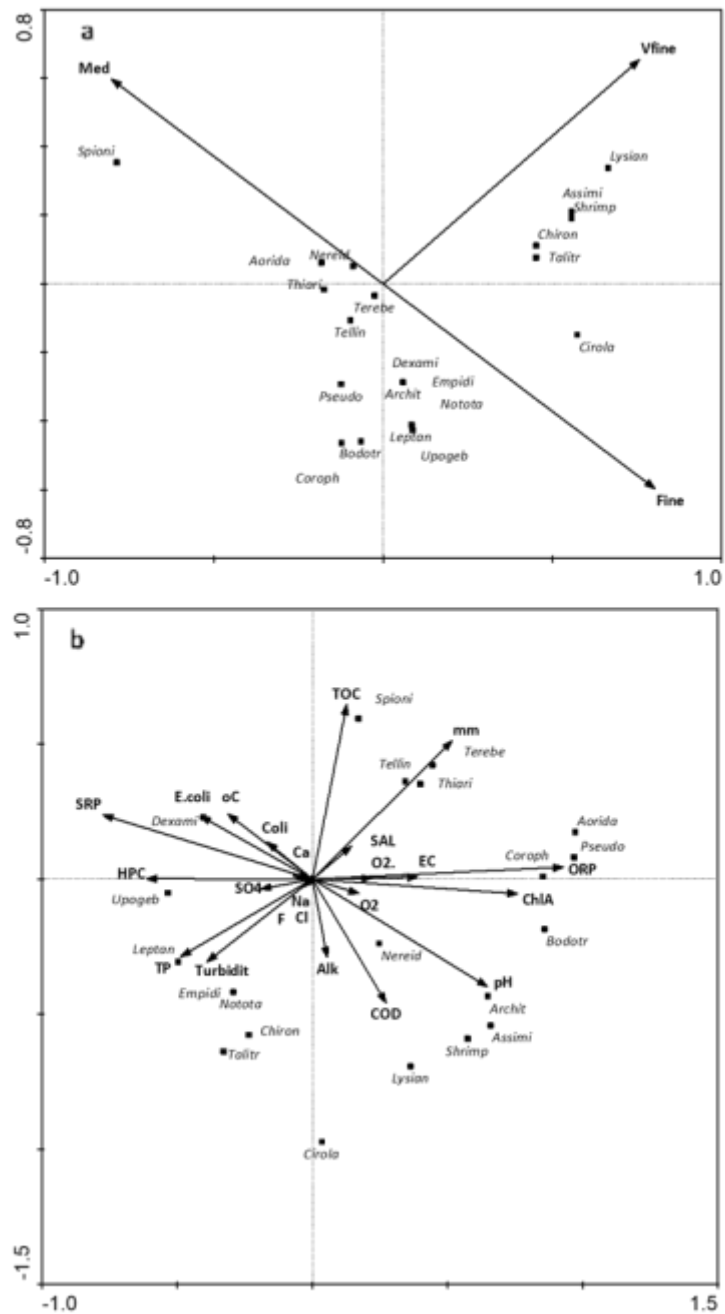 0.8
a
Vfine
Med
Spioni
Lysian
Assimi
Shrimp
Chiron
Talitr
Nereid
Aorida
Thiari
Terebe
Tellin
Cirola
Dexami
Empidi
Pseudo
Archit
Notota
Leptan
Bodotr
Upogeb
Coroph
Fine
-0.8
-1.0
1.0
1.0
b
TOC
Spioni
mm
Terebe
Tellin
Thiari
SRP
E.coli
oC
Dexami
Coli
Aorida
SAL
Pseudo
Ca
O2.
EC
Coroph
ORP
HPC
SO4
Upogeb
Na
O2
ChlA
F
Cl
Bodotr
Leptan
Nereid
TP
Turbidit
Alk
pH
Empidi
Notota
COD
Archit
Chiron
Assimi
Talitr
Shrimp
Lysian
Cirola
-1.5
-1.0
1.5